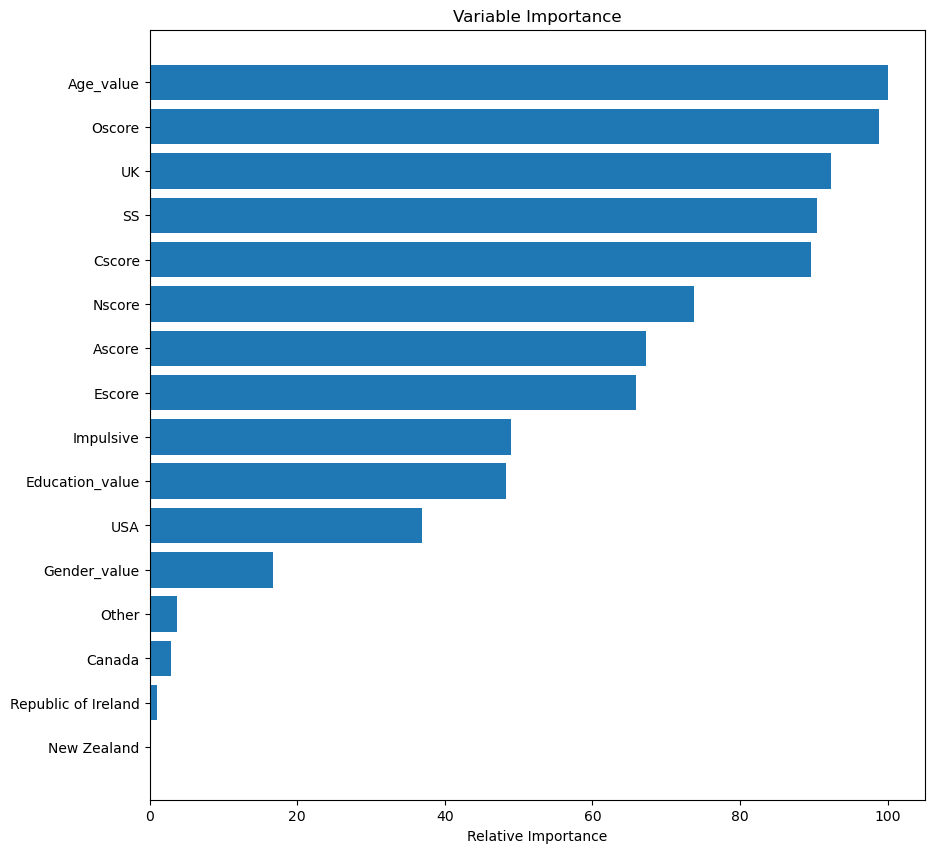 Variable Importance
Age_value
Oscore
UK
SS
Cscore
Nscore
Ascore
Escore
Impulsive
Education_value
USA
Gender_value
Other
Canada
Republic of Ireland
New Zealand
0 20 40 60 80 100
Relative Importance